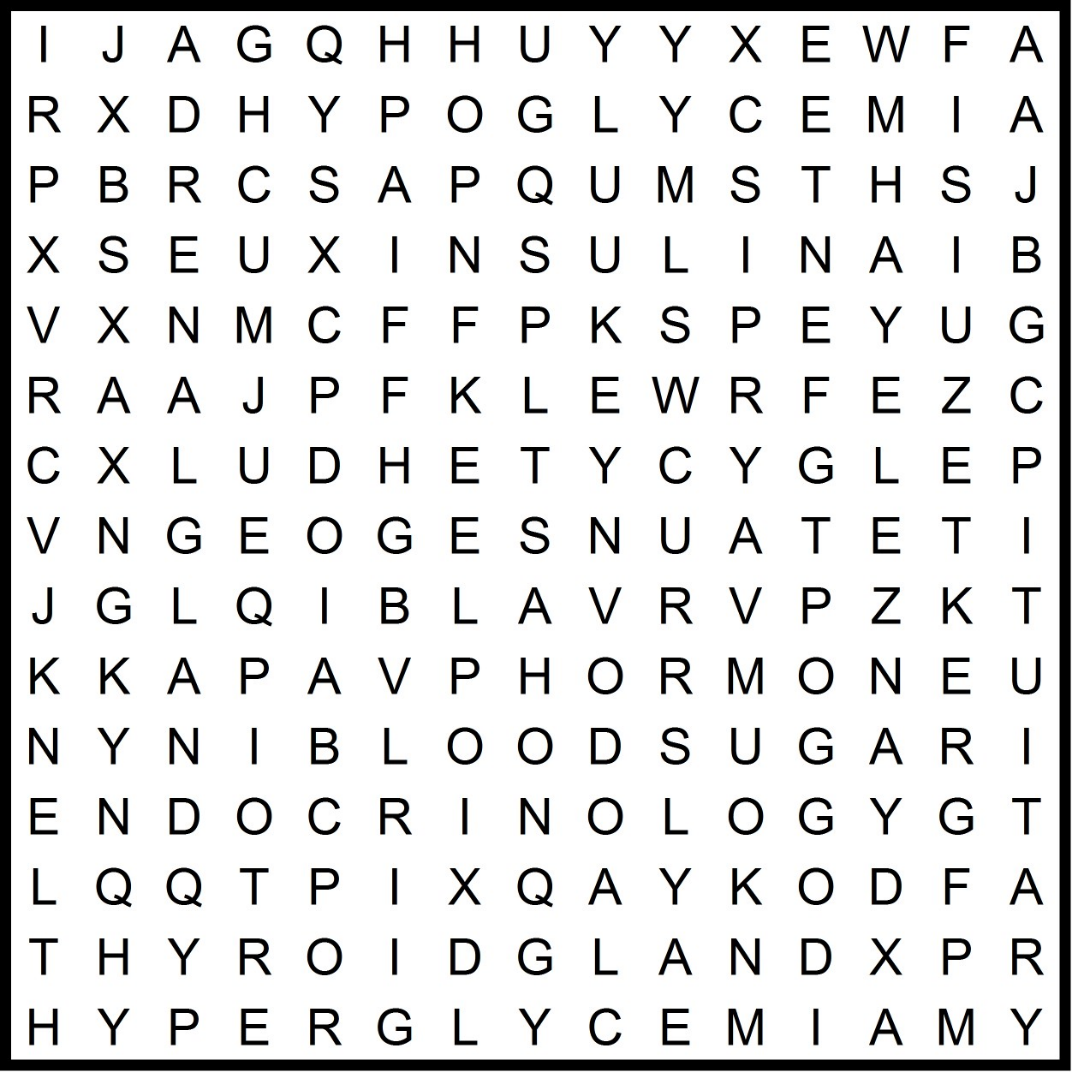 I J A G Q H H U Y Y X E W F A
R X D H Y P O G L Y C E M I A
P B R C S A P Q U M S T H S J
X S E U X I N S U L I N A I B
V X N M C F F P K S P E Y U G
R A A J P F K L E W R F E Z C
C X L U D H E T Y C Y G L E P
V N G E O G E S N U A T E T I
J G L Q I B L A V R V P Z K T
K K A P A V P H O R M O N E U
N Y N I B L O O D S U G A R I
E N D O C R I N O L O G Y G T
L Q Q T P I X Q A Y K O D F A
T H Y R O I D G L A N D X P R
H Y P E R G L Y C E M I A M Y